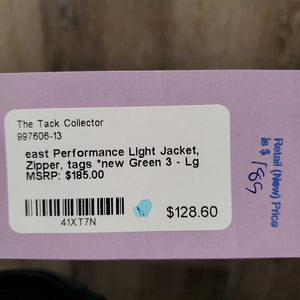 The Tack Collector
997606-13
east Performance Light Jacket,
Zipper, tags *new Green 3 - Lg
MSRP: $185.00
41XT7N
$128.60
Retail (New) Price
is $ 185